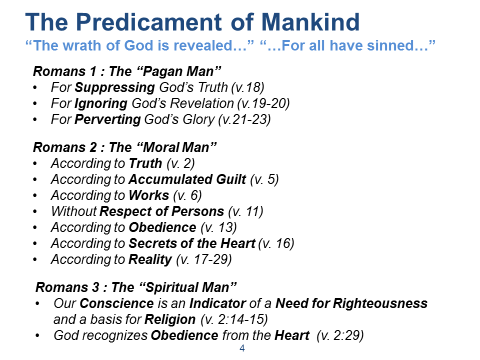 The Predicament of Mankind
“The wrath of God is revealed…” “…For all have sinned…”
Romans 1 : The “Pagan Man”
• For Suppressing God’s Truth (v.18)
• For Ignoring God’s Revelation (v.19-20)
• For Perverting God’s Glory (v.21-23)
Romans 2 : The “Moral Man”
• According to Truth (v. 2)
• According to Accumulated Guilt (v. 5)
• According to Works (v. 6)
• Without Respect of Persons (v. 11)
• According to Obedience (v. 13)
• According to Secrets of the Heart (v. 16)
• According to Reality (v. 17-29)
Romans 3 : The “Spiritual Man”
• Our Conscience is an Indicator of a Need for Righteousness
and a basis for Religion (v. 2:14-15)
• God recognizes Obedience from the Heart (v. 2:29)
4